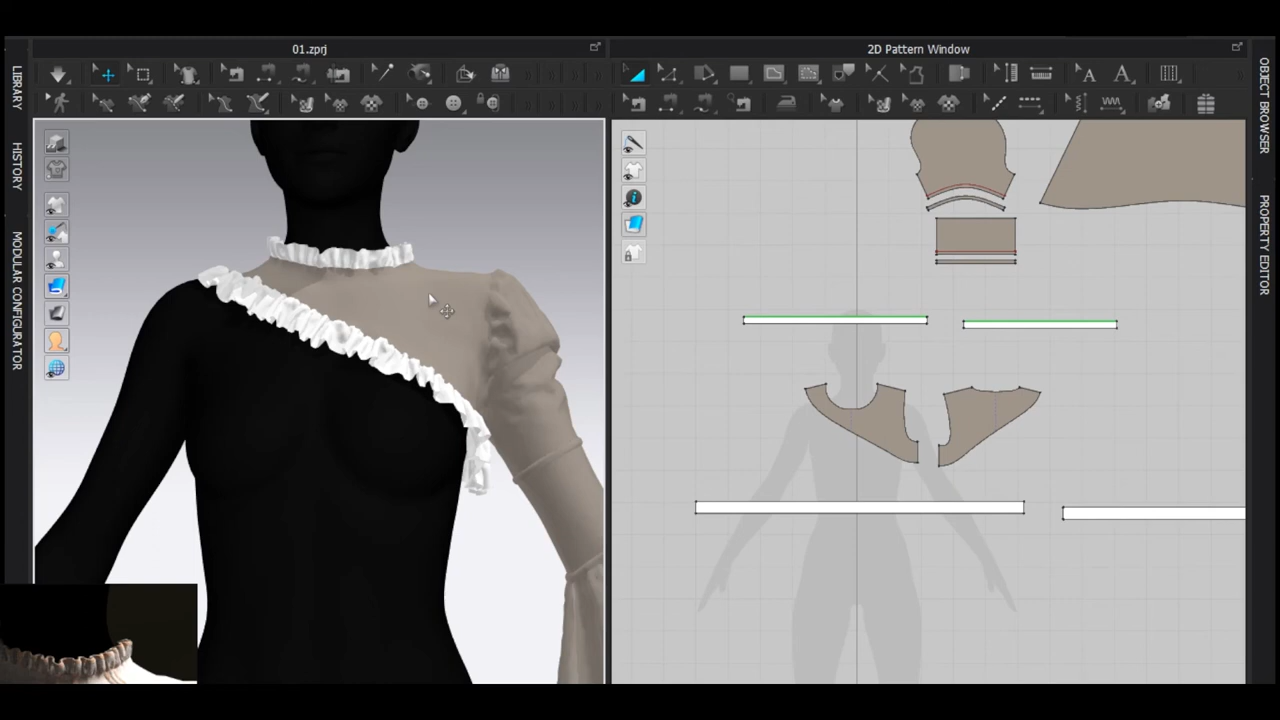 01.zprj
2D Pattern Window
LIBRARY
HISTORY
MODULAR CONFIGURATOR
OBJECT BROWSER
PROPERTY EDITOR